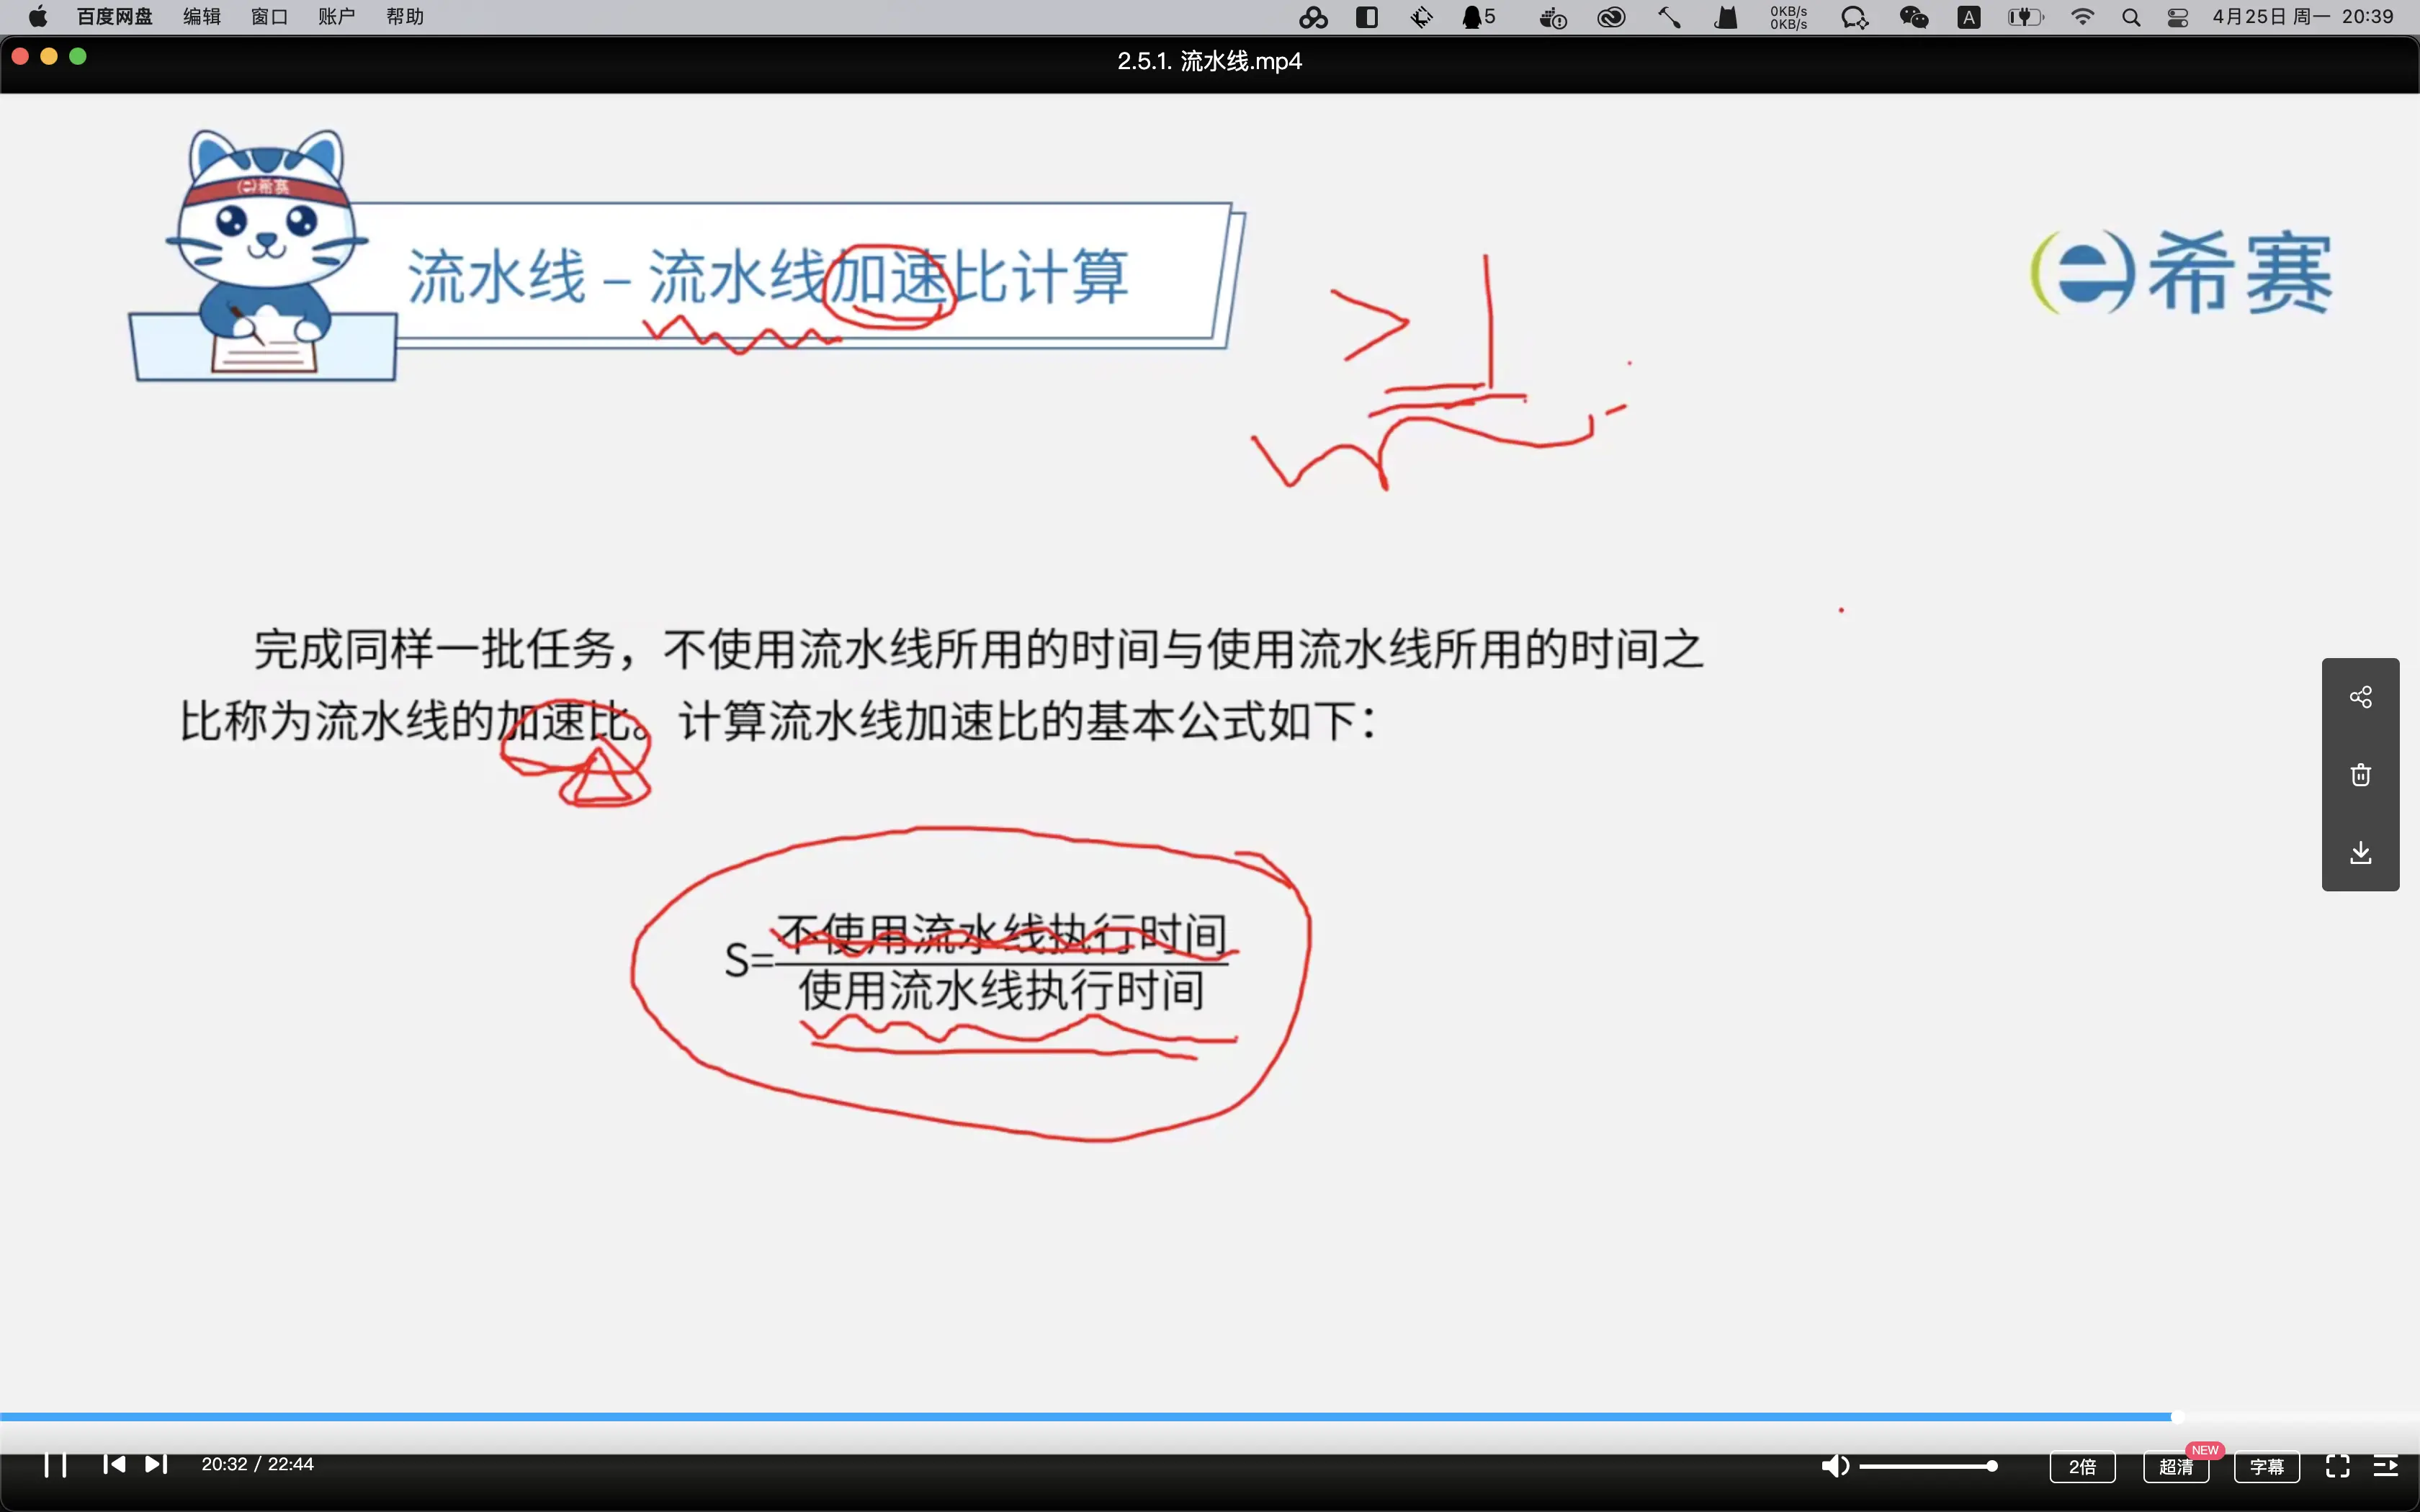 百度网盘 编辑 窗口 账户 帮助 5 0KB/s A 4月25日 周一 20:39
0KB/s
2.5.1. 流水线.mp4
希赛
流水线 – 流水线加速比计算
希赛
>1
完成同样一批任务，不使用流水线所用的时间与使用流水线所用的时间之
比称为流水线的加速比。计算流水线加速比的基本公式如下：
不使用流水线执行时间
S=
使用流水线执行时间
20:32 / 22:44 2倍 超清 NEW 字幕